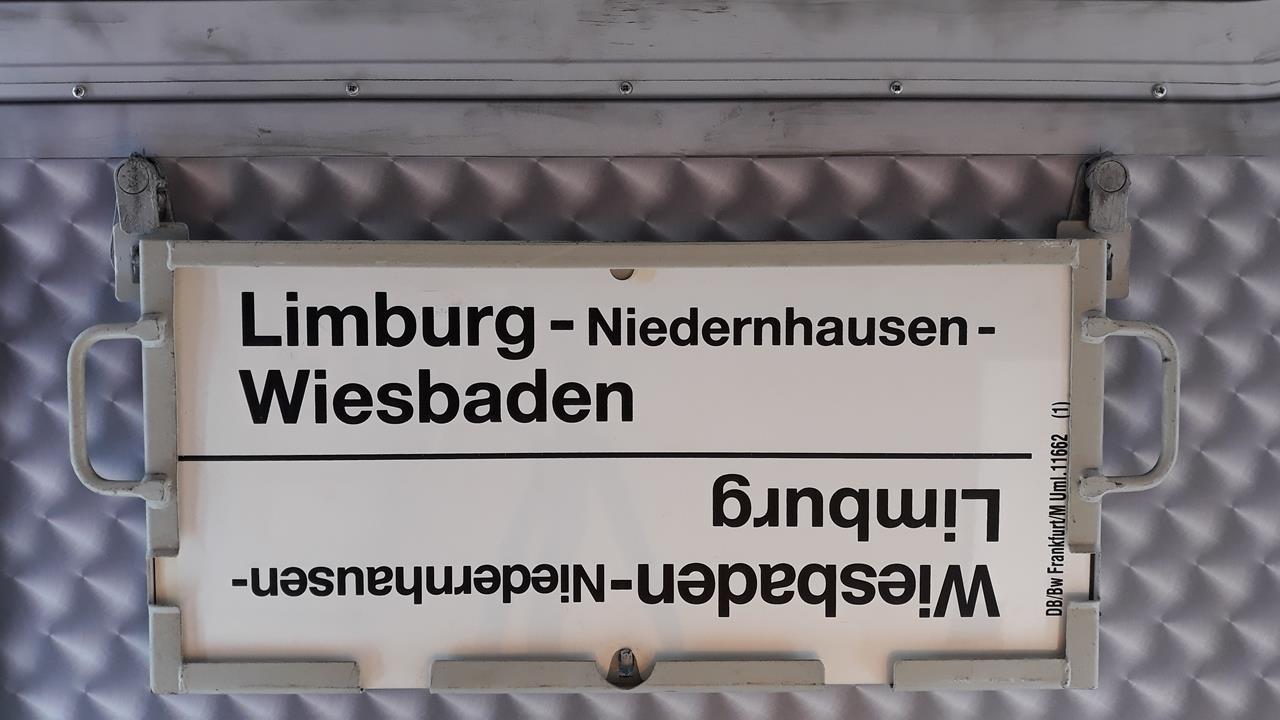 Limburg - Niedernhausen -
Wiesbaden
Wiesbaden-Niedernhausen-
Limburg
DB/Bw Frankfurt/M Uml.11662 (1)